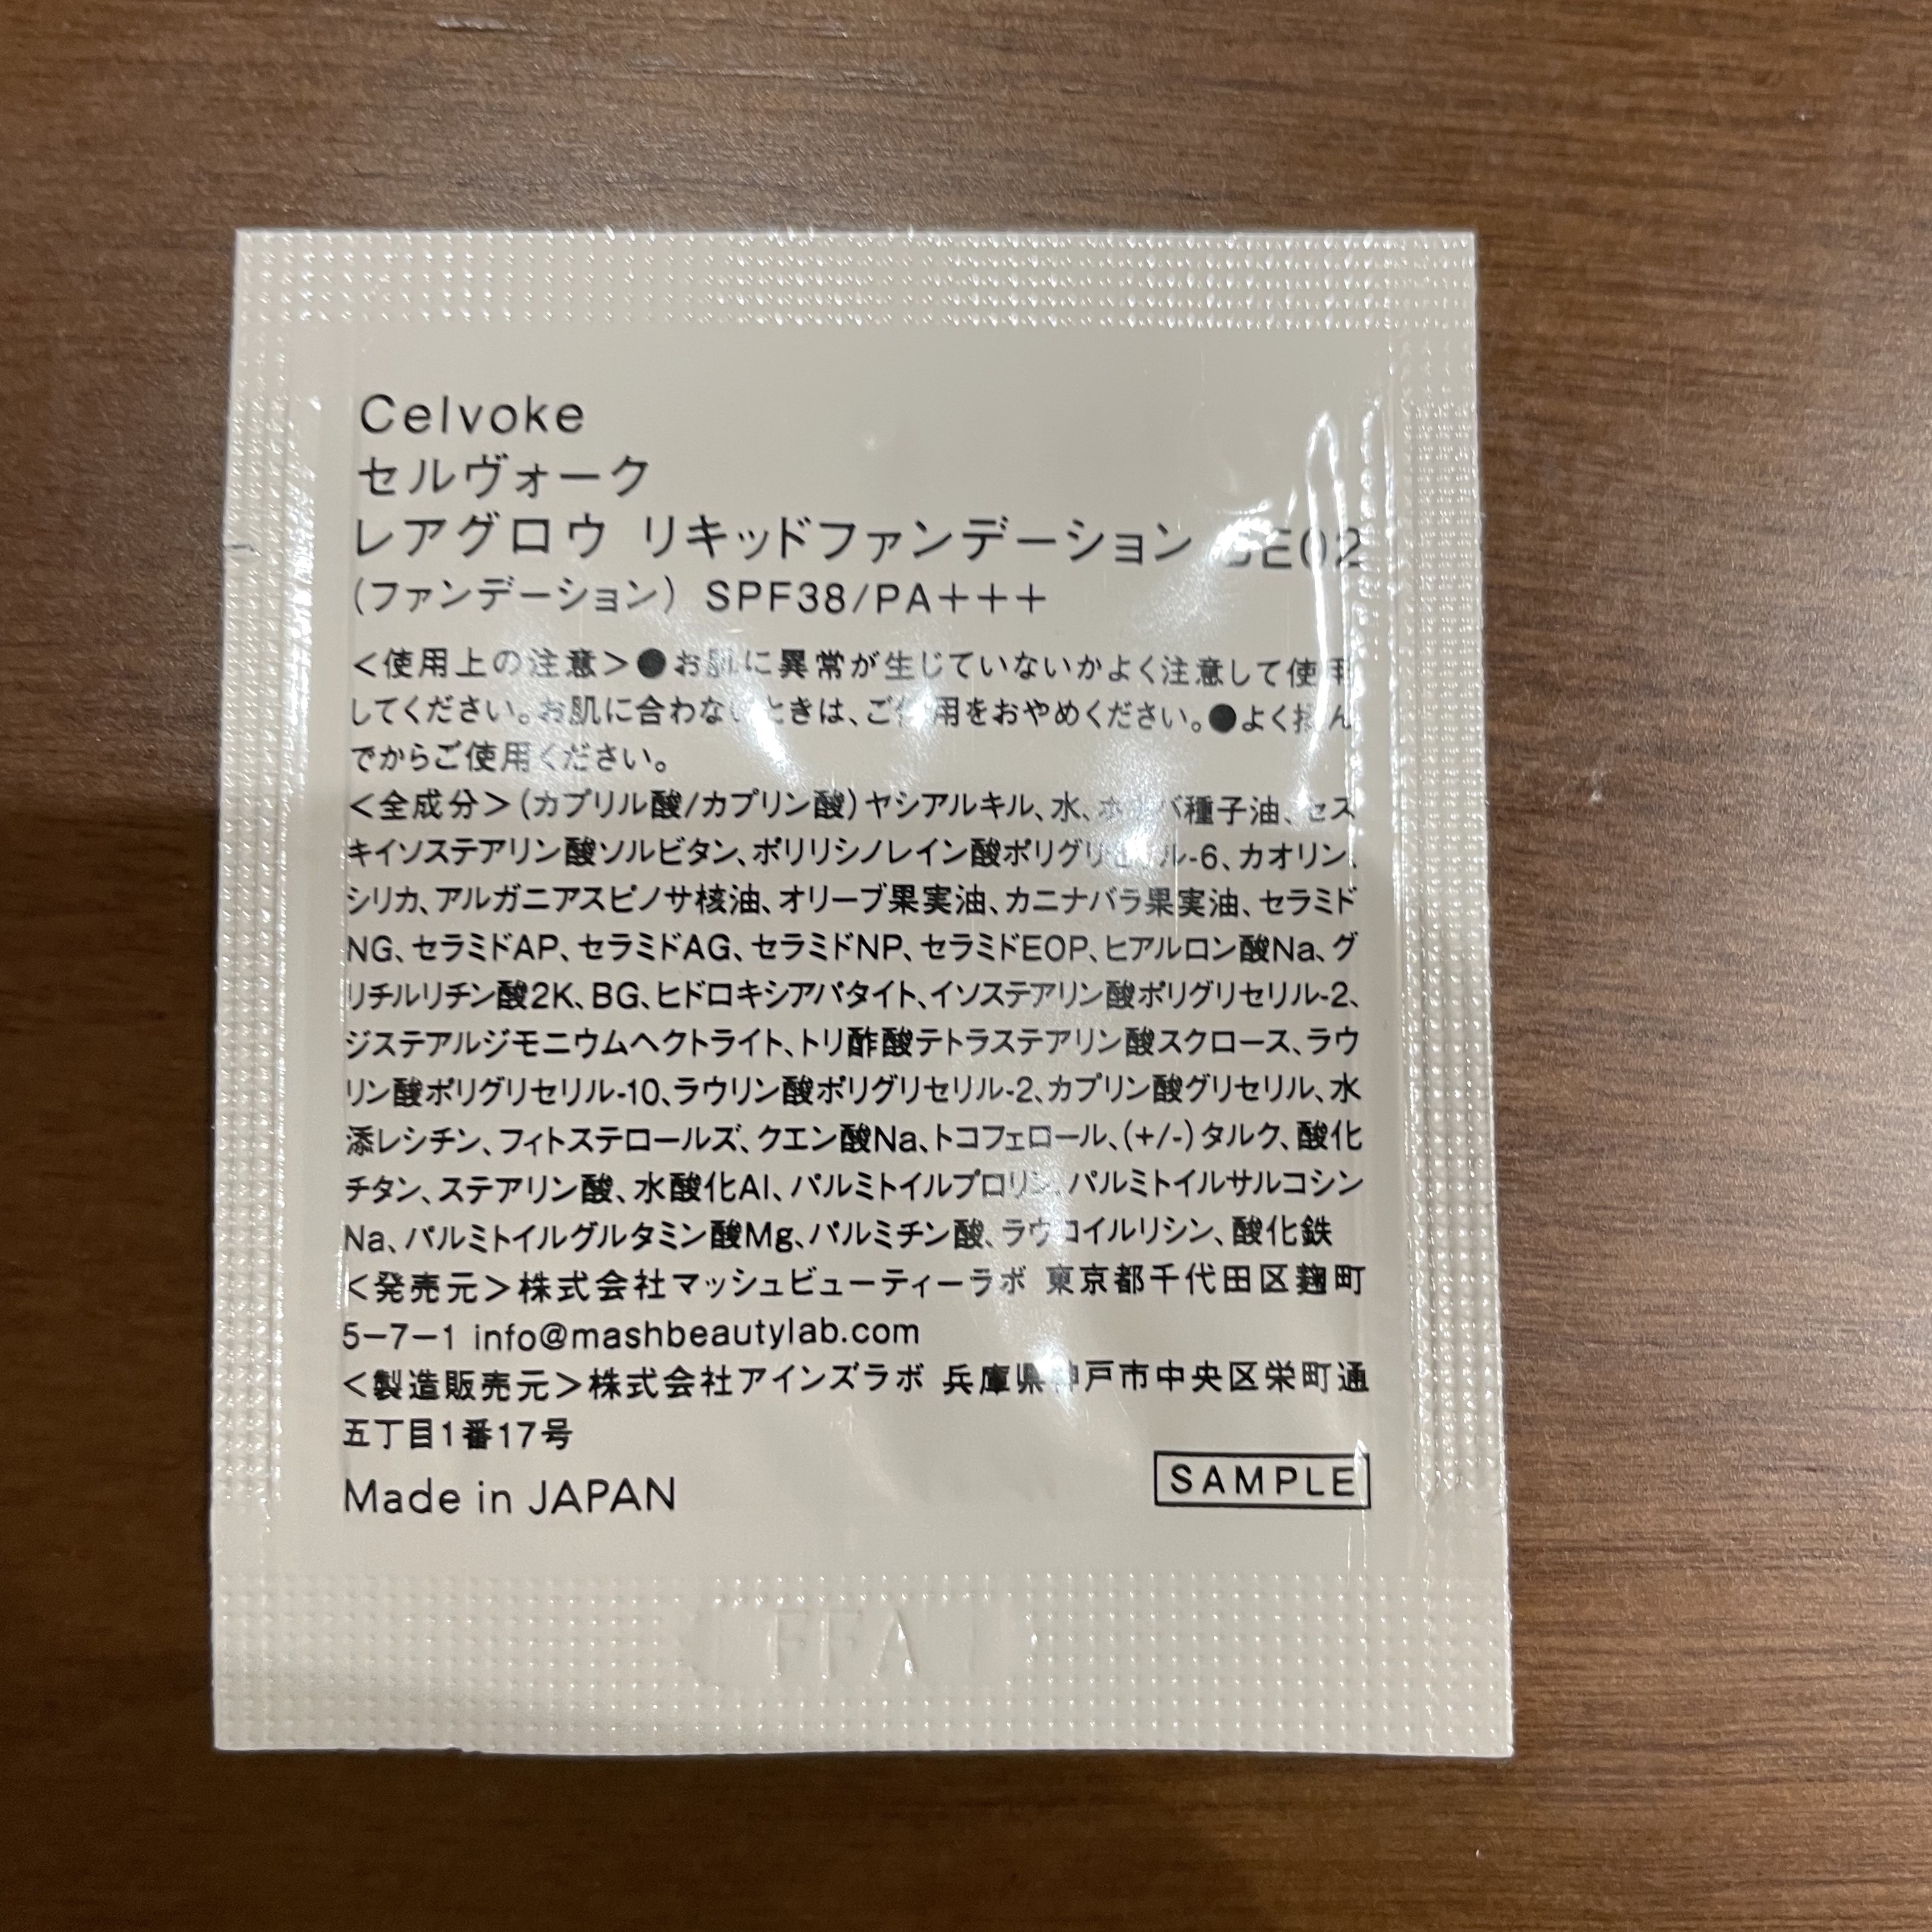 Celvoke
セルヴォーク
レアグロウ リキッドファンデーション
(ファンデーション) SPF38/PA+++
<使用上の注意>●お肌に異常が生じていないかよく注意して使用
してください。お肌に合わないときは、ご使用をおやめください。●よく揉ん
でからご使用ください。
<全成分>(カプリル酸/カプリン酸)ヤシアルキル、水、ホホバ種子油、セス
キイソステアリン酸ソルビタン、ポリリシノレイン酸ポリグリセリル-6、カオリン、
シリカ、アルガニアスピノサ核油、オリーブ果実油、カニナバラ果実油、セラミド
NG、セラミドAP、セラミドAG、セラミドNP、セラミドEOP、ヒアルロン酸Na、グ
リチルリチン酸2K、BG、ヒドロキシアパタイト、イソステアリン酸ポリグリセリル-2、
ジステアルジモニウムヘクトライト、トリ酢酸テトラステアリン酸スクロース、ラウ
リン酸ポリグリセリル-10、ラウリン酸ポリグリセリル-2、カプリン酸グリセリル、水
添レシチン、フィトステロールズ、クエン酸Na、トコフェロール、(+/-)タルク、酸化
チタン、ステアリン酸、水酸化Al、パルミトイルプロリン、パルミトイルサルコシン
Na、パルミトイルグルタミン酸Mg、パルミチン酸、ラウロイルリシン、酸化鉄
<発売元>株式会社マッシュビューティーラボ 東京都千代田区麹町
5-7-1 info@mashbeautylab.com
<製造販売元>株式会社アインズラボ 兵庫県神戸市中央区栄町通
五丁目1番17号
Made in JAPAN
SAMPLE
FFA